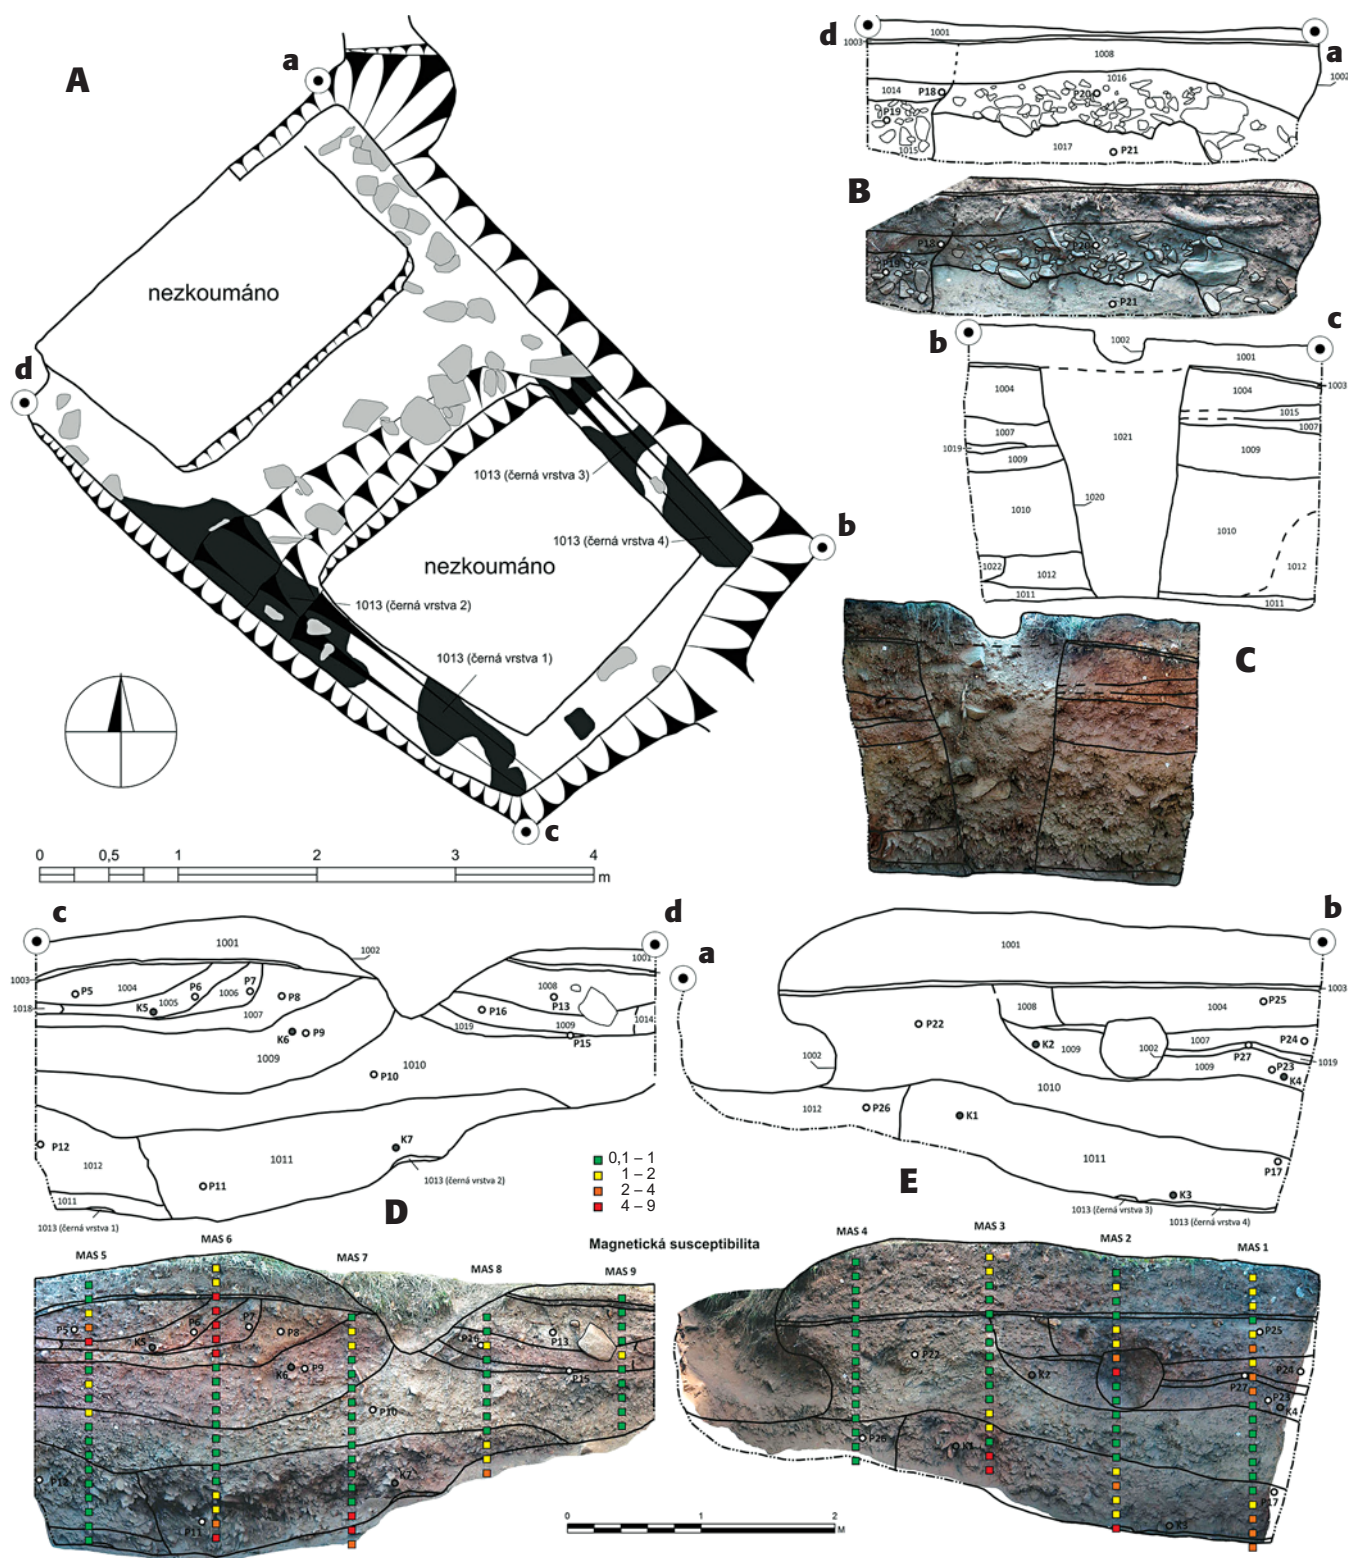 A
a
nezkoumáno
d
1013 (černá vrstva 3)
1013 (černá vrstva 4)
b
nezkoumáno
1013 (černá vrstva 2)
1013 (černá vrstva 1)
c
0 0,5 1 2 3 4
m
d
a
1003
1001
1008
1002
1014
P18
1016
P20
P19
1015
1017
P21
B
P18
P20
P19
P21
b
c
1002
1001
1004
1004
1003
1015
1007
1007
1019
1009
1021
1009
1020
1010
1010
1022
1012
1012
1011
1011
C
c
d
1001
1002
1001
1003
1004
P5
P6
P7
P8
1005
1006
K5
1007
1018
K6
P9
1009
1008
P13
P16
1019
1009
1014
P15
1010
P10
P12
1012
1011
K7
P11
1011
1013 (černá vrstva 2)
1013 (černá vrstva 1)
D
0,1 – 1
1 – 2
2 – 4
4 – 9
a
b
1001
1003
1008
1004
P25
P22
K2
1009
1002
1007
P24
P27
1019
1009
P23
K4
1002
1010
1012
P26
K1
1011
P17
K3
1013 (černá vrstva 3)
1013 (černá vrstva 4)
E
Magnetická susceptibilita
MAS 5
MAS 6
MAS 7
MAS 8
MAS 9
P5
P6
P7
P8
K5
K6
P9
P10
P16
P13
P15
P12
K7
P11
MAS 4
MAS 3
MAS 2
MAS 1
P22
P25
K2
P24
P27
P23
K4
P26
K1
P17
K3
0 1 2
M